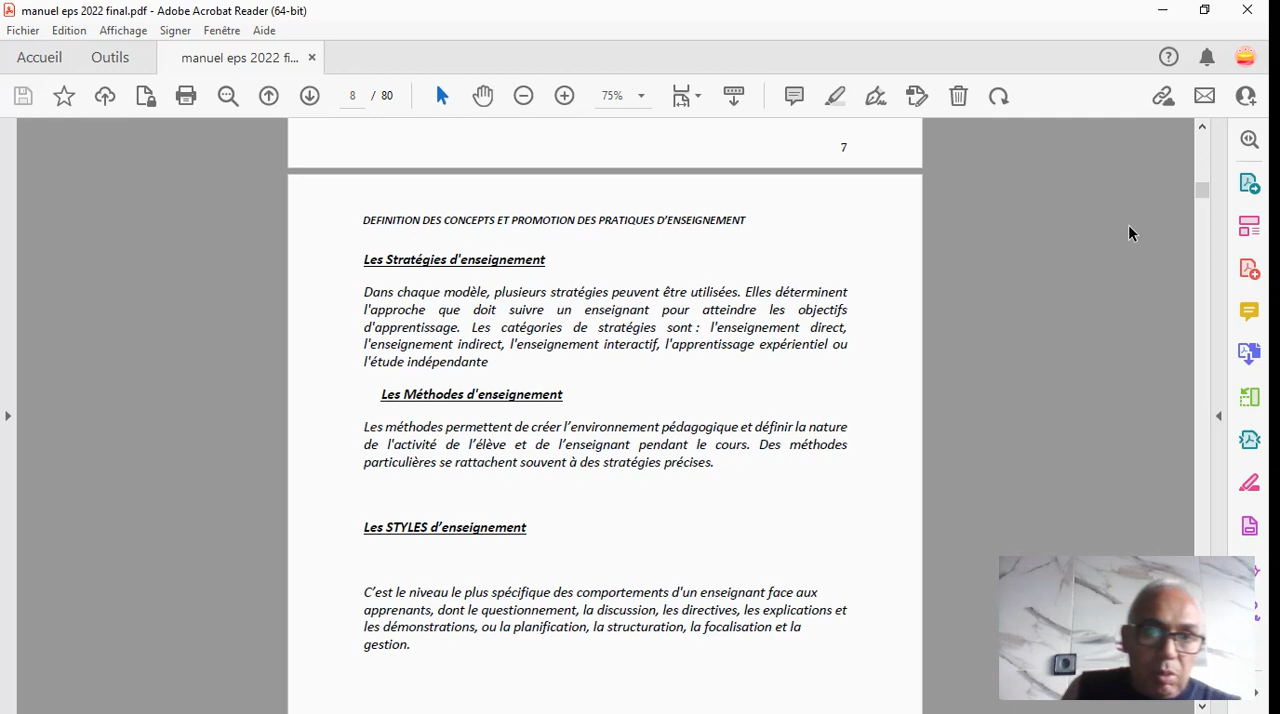 manuel eps 2022 final.pdf - Adobe Acrobat Reader (64-bit)
Fichier Edition Affichage Signer Fenêtre Aide
Accueil Outils manuel eps 2022 fi...
8 / 80 75%
7
DEFINITION DES CONCEPTS ET PROMOTION DES PRATIQUES D’ENSEIGNEMENT
Les Stratégies d'enseignement
Dans chaque modèle, plusieurs stratégies peuvent être utilisées. Elles déterminent
l'approche que doit suivre un enseignant pour atteindre les objectifs
d'apprentissage. Les catégories de stratégies sont : l'enseignement direct,
l'enseignement indirect, l'enseignement interactif, l'apprentissage expérientiel ou
l'étude indépendante
Les Méthodes d'enseignement
Les méthodes permettent de créer l’environnement pédagogique et définir la nature
de l'activité de l’élève et de l’enseignant pendant le cours. Des méthodes
particulières se rattachent souvent à des stratégies précises.
Les STYLES d’enseignement
C’est le niveau le plus spécifique des comportements d'un enseignant face aux
apprenants, dont le questionnement, la discussion, les directives, les explications et
les démonstrations, ou la planification, la structuration, la focalisation et la
gestion.